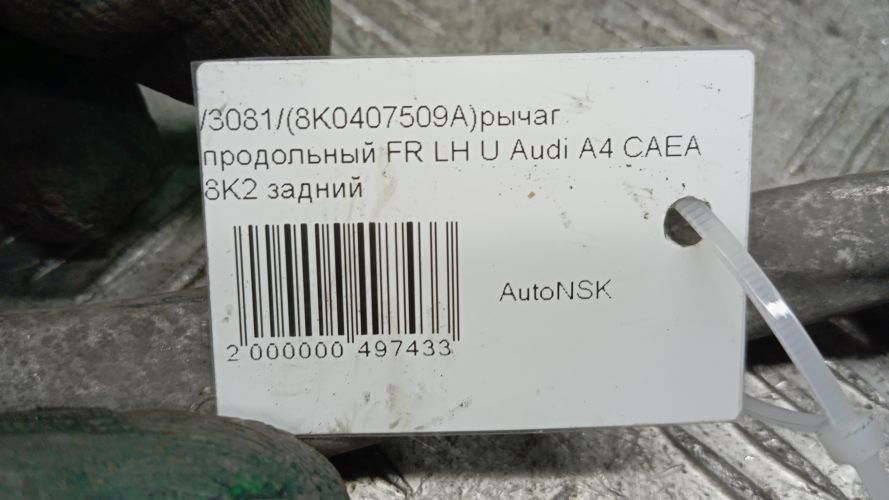 /3081/(8K0407509A)рычаг
продольный FR LH U Audi A4 CAEA
8K2 задний
AutoNSK
2 000000 497433